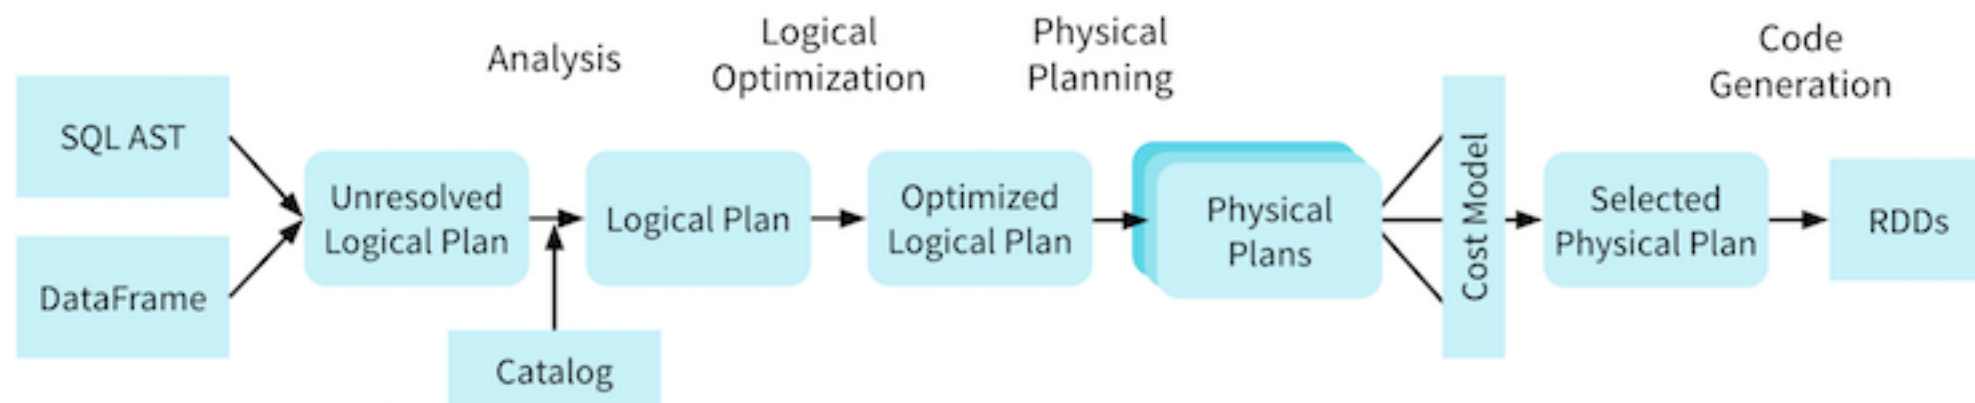 Analysis
Logical
Optimization
Physical
Planning
Code
Generation
SQL AST
DataFrame
Unresolved
Logical Plan
Catalog
Logical Plan
Optimized
Logical Plan
Physical
Plans
Cost Model
Selected
Physical Plan
RDDs